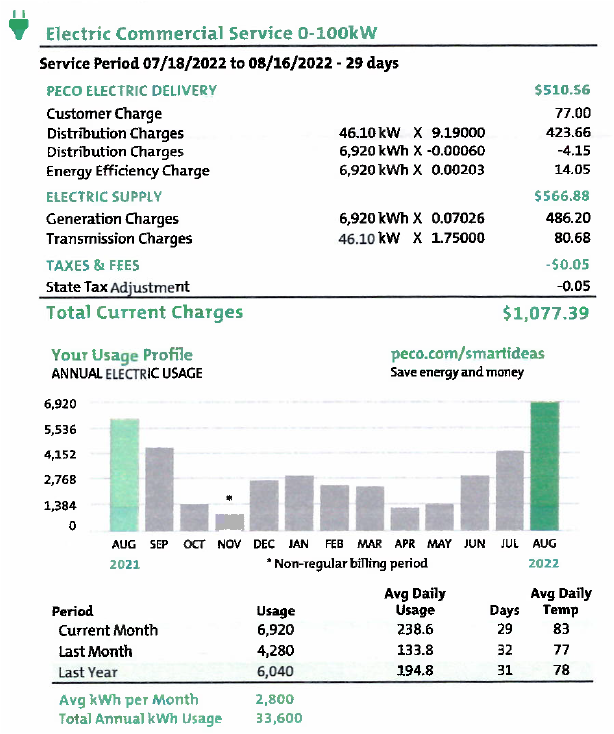 Electric Commercial Service 0-100kW
Service Period 07/18/2022 to 08/16/2022 - 29 days
PECO ELECTRIC DELIVERY $510.56
Customer Charge 77.00
Distribution Charges 46.10 kW X 9.19000 423.66
Distribution Charges 6,920 kWh X -0.00060 -4.15
Energy Efficiency Charge 6,920 kWh X 0.00203 14.05
ELECTRIC SUPPLY $566.88
Generation Charges 6,920 kWh X 0.07026 486.20
Transmission Charges 46.10 kW X 1.75000 80.68
TAXES & FEES -$0.05
State Tax Adjustment -0.05
Total Current Charges $1,077.39
Your Usage Profile peco.com/smartideas
ANNUAL ELECTRIC USAGE Save energy and money
6,920
5,536
4,152
2,768
1,384
0
*
AUG SEP OCT NOV DEC JAN FEB MAR APR MAY JUN JUL AUG
2021 * Non-regular billing period 2022
Period Usage Avg Daily Usage Days Avg Daily Temp
Current Month 6,920 238.6 29 83
Last Month 4,280 133.8 32 77
Last Year 6,040 194.8 31 78
Avg kWh per Month 2,800
Total Annual kWh Usage 33,600